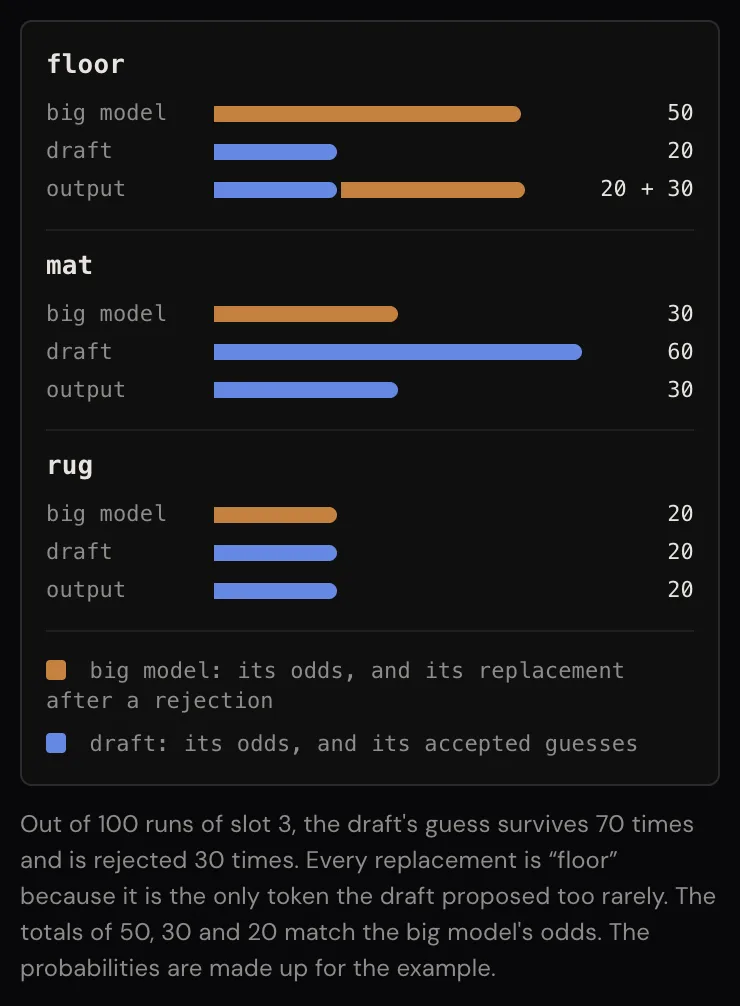 floor
big model 50
draft 20
output 20 + 30
mat
big model 30
draft 60
output 30
rug
big model 20
draft 20
output 20
big model: its odds, and its replacement
after a rejection
draft: its odds, and its accepted guesses
Out of 100 runs of slot 3, the draft's guess survives 70 times
and is rejected 30 times. Every replacement is “floor”
because it is the only token the draft proposed too rarely. The
totals of 50, 30 and 20 match the big model's odds. The
probabilities are made up for the example.